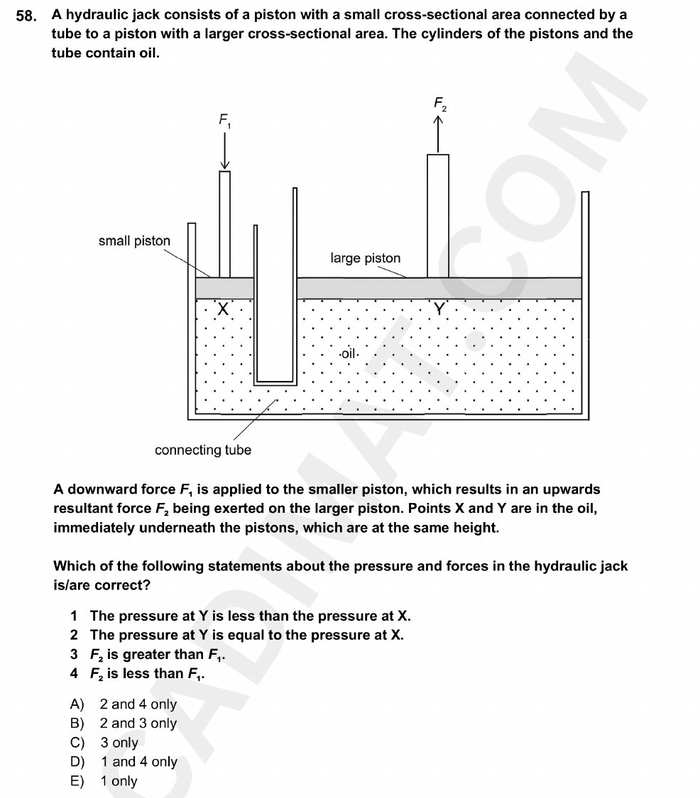 58. A hydraulic jack consists of a piston with a small cross-sectional area connected by a
tube to a piston with a larger cross-sectional area. The cylinders of the pistons and the
tube contain oil.
F₂
F₁
small piston
large piston
X
Y
oil
connecting tube
A downward force F₁ is applied to the smaller piston, which results in an upwards
resultant force F₂ being exerted on the larger piston. Points X and Y are in the oil,
immediately underneath the pistons, which are at the same height.
Which of the following statements about the pressure and forces in the hydraulic jack
is/are correct?
1 The pressure at Y is less than the pressure at X.
2 The pressure at Y is equal to the pressure at X.
3 F₂ is greater than F₁.
4 F₂ is less than F₁.
A) 2 and 4 only
B) 2 and 3 only
C) 3 only
D) 1 and 4 only
E) 1 only
CADIMAT.COM